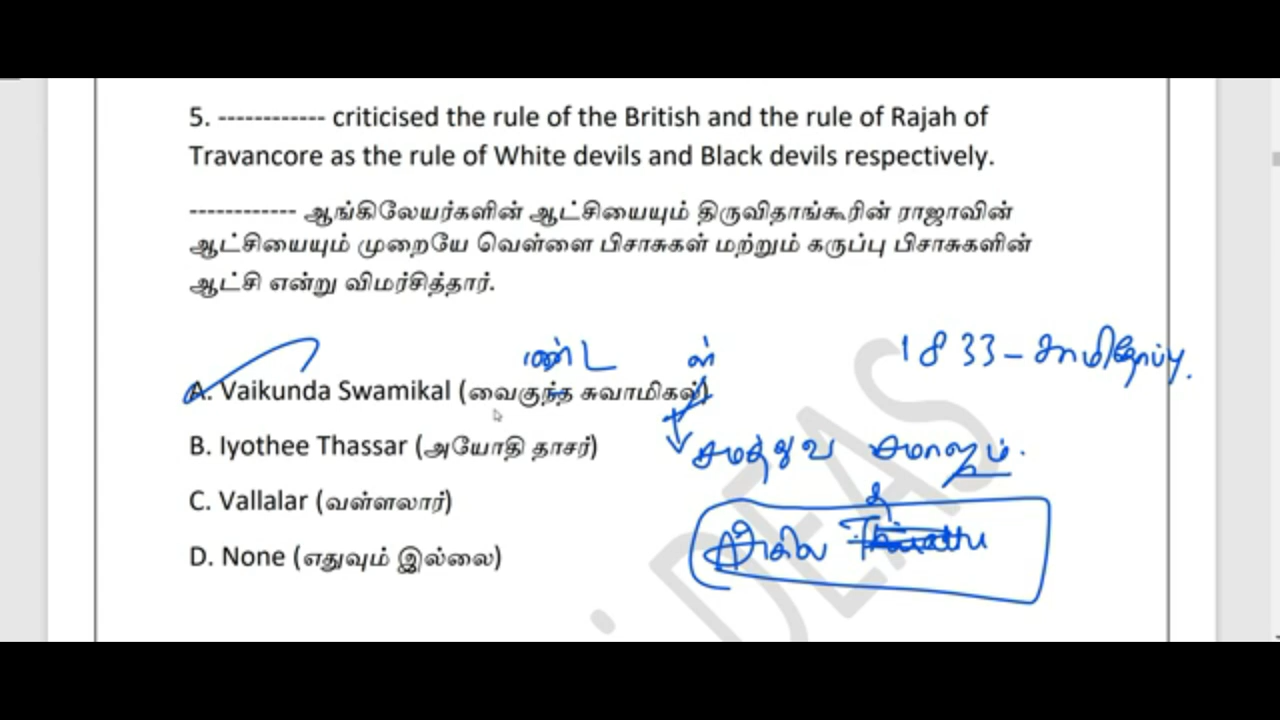 5. ------------ criticised the rule of the British and the rule of Rajah of
Travancore as the rule of White devils and Black devils respectively.
------------ ஆங்கிலேயர்களின் ஆட்சியையும் திருவிதாங்கூரின் ராஜாவின்
ஆட்சியையும் முறையே வெள்ளை பிசாசுகள் மற்றும் கருப்பு பிசாசுகளின்
ஆட்சி என்று விமர்சித்தார்.
ண்ட ள் 1833 - சாமிதோப்பு.
A. Vaikunda Swamikal (வைகுந்த சுவாமிகல்)
B. Iyothee Thassar (அயோதி தாசர்)
சமத்துவ சமாஜம்.
C. Vallalar (வள்ளலார்)
D. None (எதுவும் இல்லை)
iDEAS